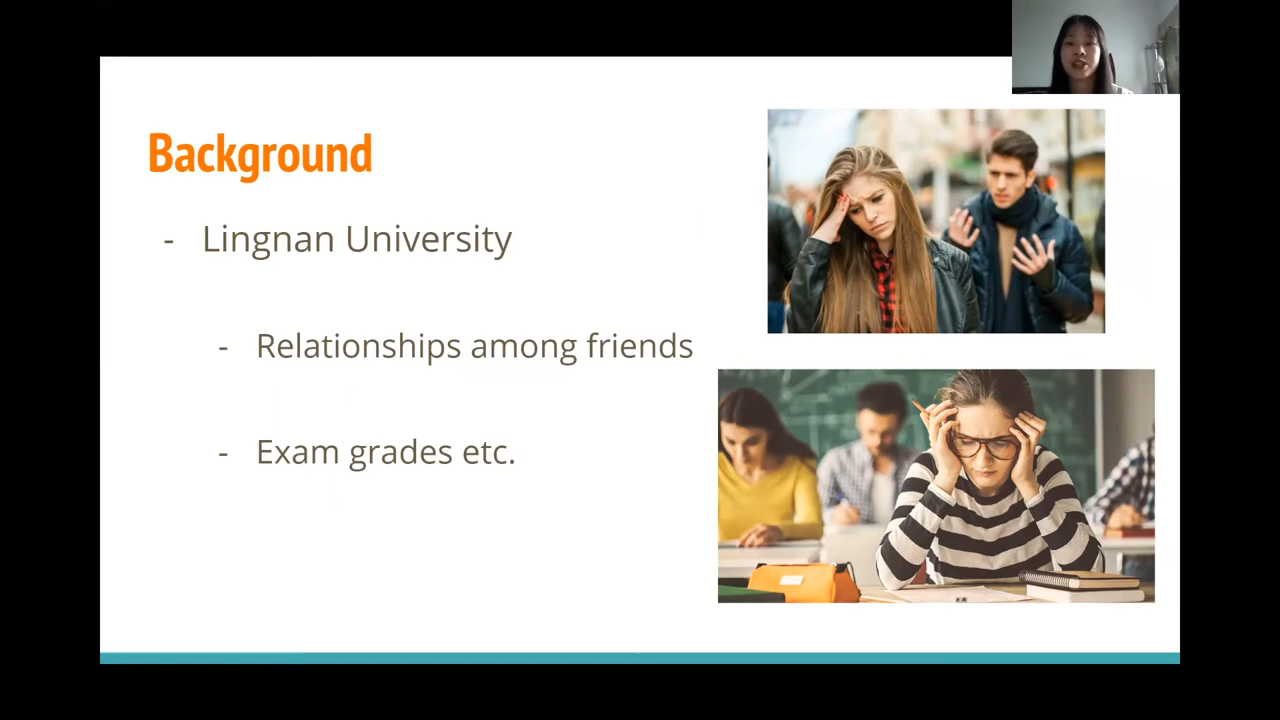 Background
- Lingnan University
- Relationships among friends
- Exam grades etc.